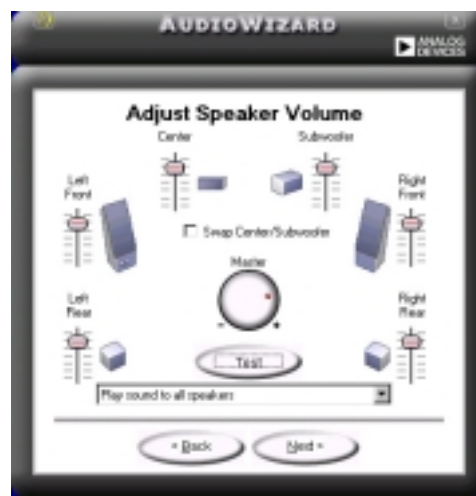 AUDIOWIZARD
ANALOG
DEVICES
Adjust Speaker Volume
Center
Subwoofer
Left
Front
Right
Front
Swap Center/Subwoofer
Master
Left
Rear
Right
Rear
- +
Test
Play sound to all speakers
< Back Next >